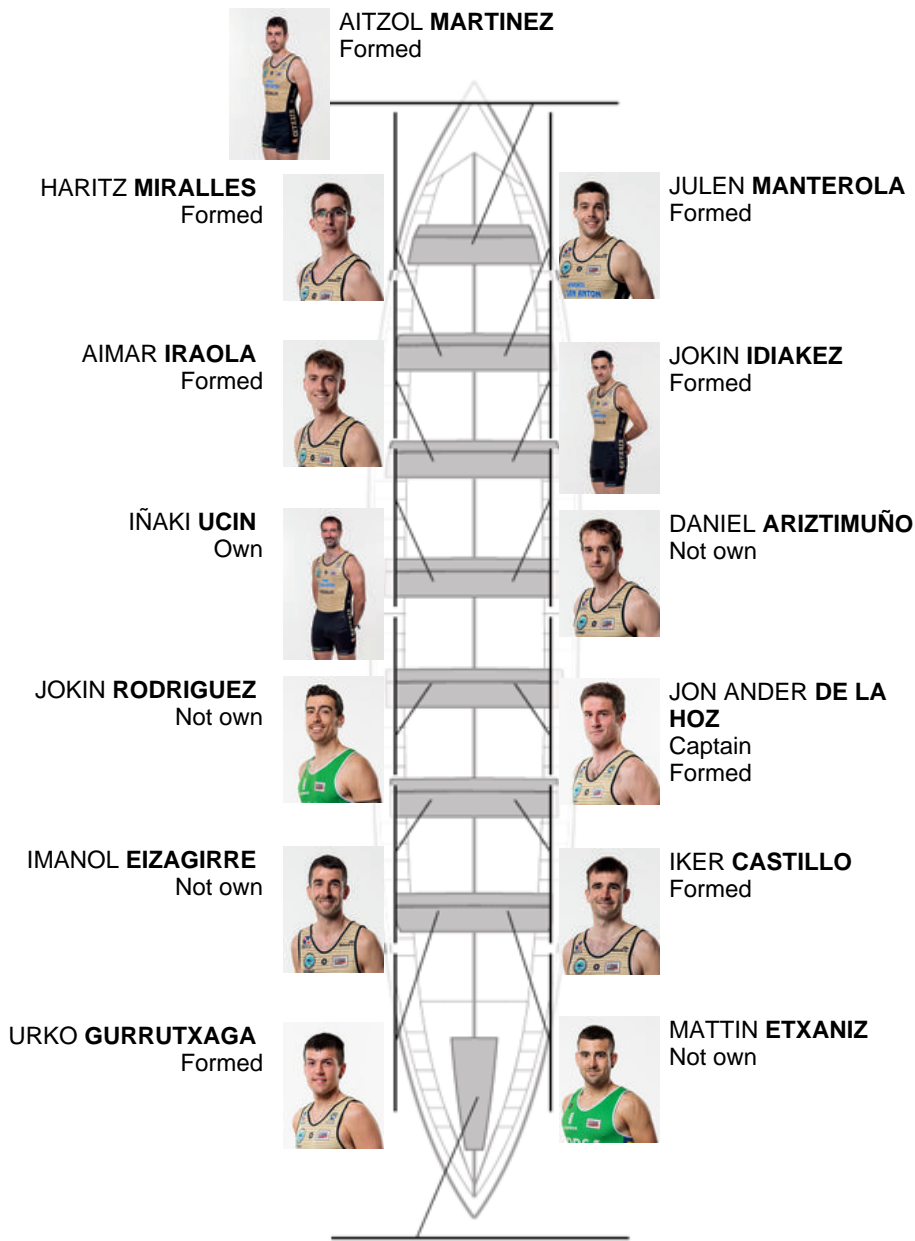 AITZOL MARTINEZ
Formed
HARITZ MIRALLES
Formed
JULEN MANTEROLA
Formed
AIMAR IRAOLA
Formed
JOKIN IDIAKEZ
Formed
IÑAKI UCIN
Own
DANIEL ARIZTIMUÑO
Not own
JOKIN RODRIGUEZ
Not own
JON ANDER DE LA
HOZ
Captain
Formed
IMANOL EIZAGIRRE
Not own
IKER CASTILLO
Formed
URKO GURRUTXAGA
Formed
MATTIN ETXANIZ
Not own